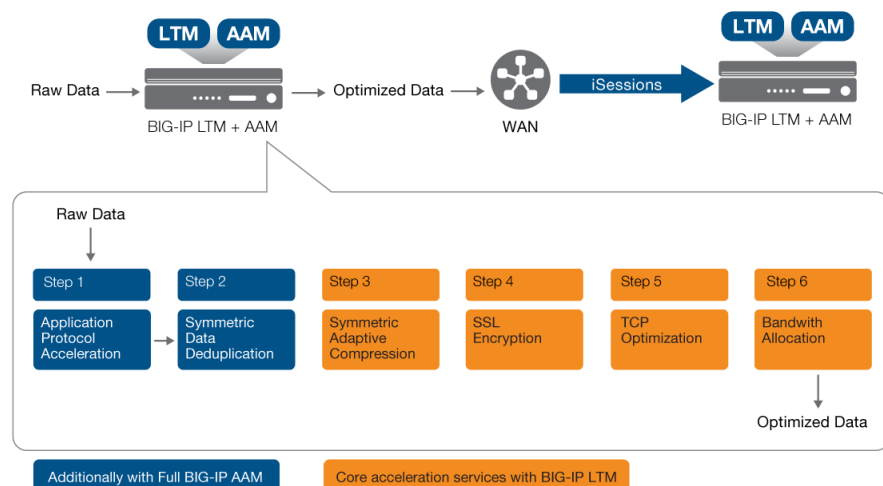 LTM AAM
LTM AAM
Raw Data
Optimized Data
iSessions
BIG-IP LTM + AAM
WAN
BIG-IP LTM + AAM
Raw Data
Step 1
Step 2
Step 3
Step 4
Step 5
Step 6
Application
Protocol
Acceleration
Symmetric
Data
Deduplication
Symmetric
Adaptive
Compression
SSL
Encryption
TCP
Optimization
Bandwith
Allocation
Optimized Data
Additionally with Full BIG-IP AAM
Core acceleration services with BIG-IP LTM